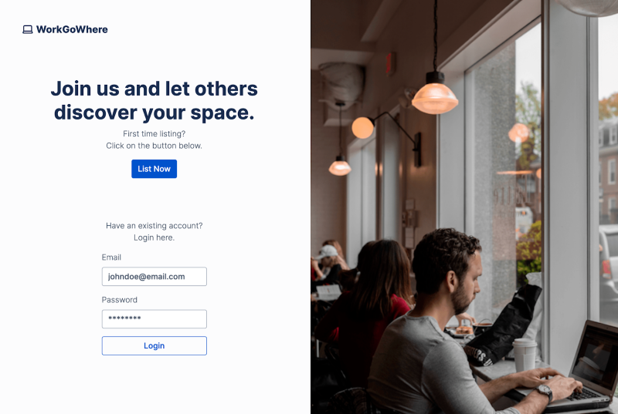 WorkGoWhere
Join us and let others
discover your space.
First time listing?
Click on the button below.
List Now
Have an existing account?
Login here.
Email
johndoe@email.com
Password
********
Login